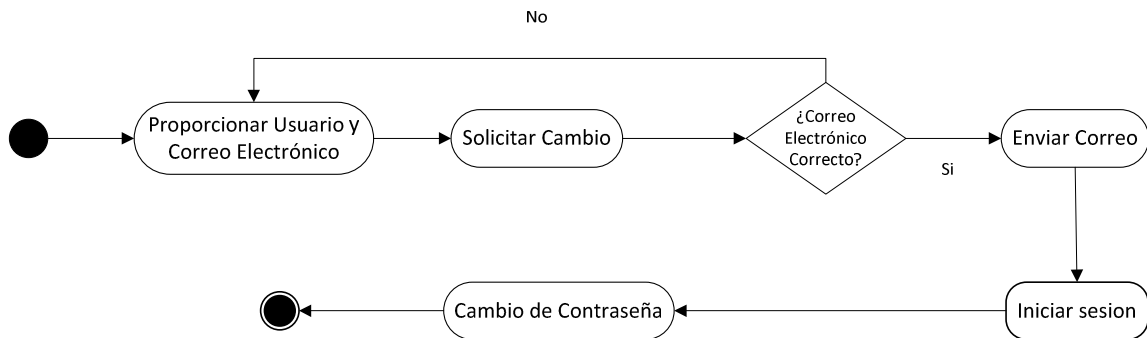 No
Proporcionar Usuario y
Correo Electrónico
Solicitar Cambio
¿Correo
Electrónico
Correcto?
Si
Enviar Correo
Cambio de Contraseña
Iniciar sesion